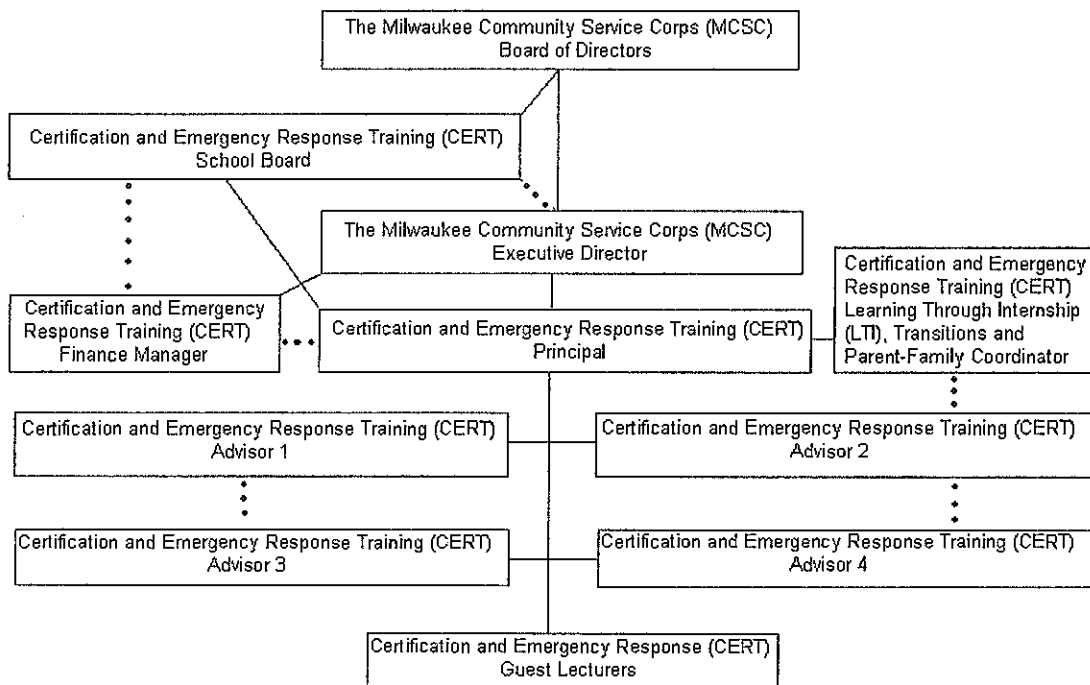 The Milwaukee Community Service Corps (MCSC)
Board of Directors
Certification and Emergency Response Training (CERT)
School Board
The Milwaukee Community Service Corps (MCSC)
Executive Director
Certification and Emergency
Response Training (CERT)
Learning Through Internship
(LTI), Transitions and
Parent-Family Coordinator
Certification and Emergency
Response Training (CERT)
Finance Manager
Certification and Emergency Response Training (CERT)
Principal
Certification and Emergency Response Training (CERT)
Advisor 1
Certification and Emergency Response Training (CERT)
Advisor 2
Certification and Emergency Response Training (CERT)
Advisor 3
Certification and Emergency Response Training (CERT)
Advisor 4
Certification and Emergency Response (CERT)
Guest Lecturers